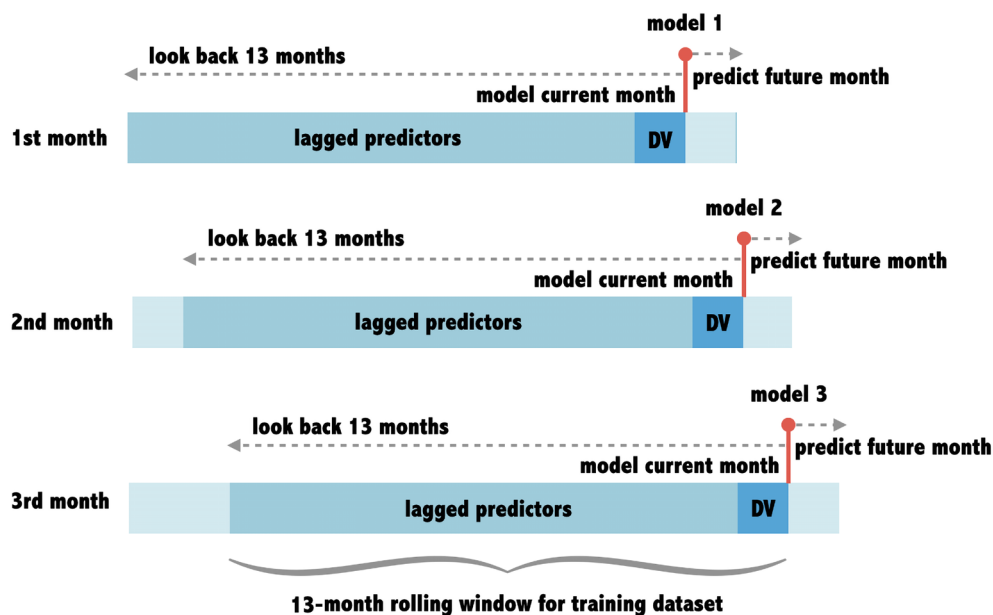 model 1
look back 13 months
predict future month
model current month
1st month
lagged predictors
DV
model 2
look back 13 months
predict future month
model current month
2nd month
lagged predictors
DV
model 3
look back 13 months
predict future month
model current month
3rd month
lagged predictors
DV
13-month rolling window for training dataset